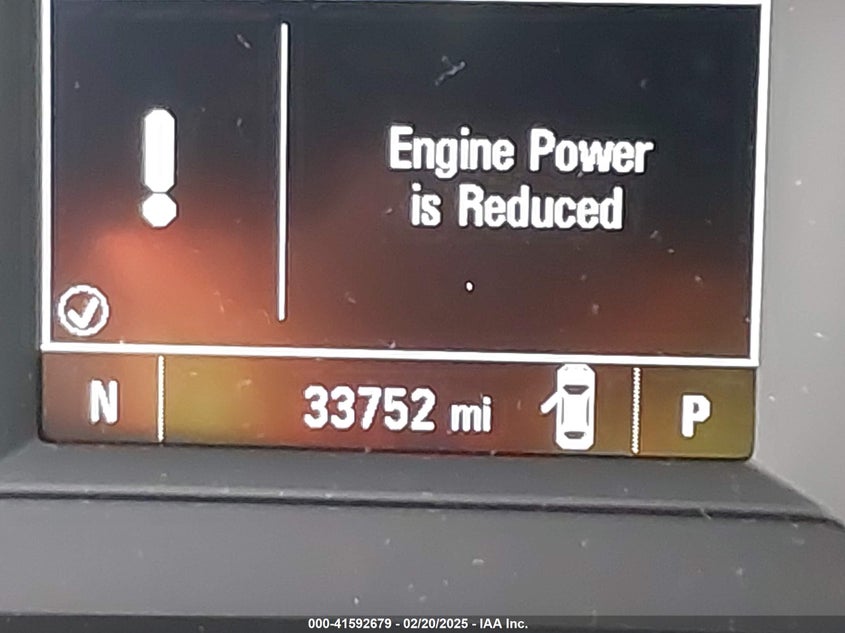 Engine Power
is Reduced
N 33752 mi P
000-41592679 - 02/20/2025 - IAA Inc.